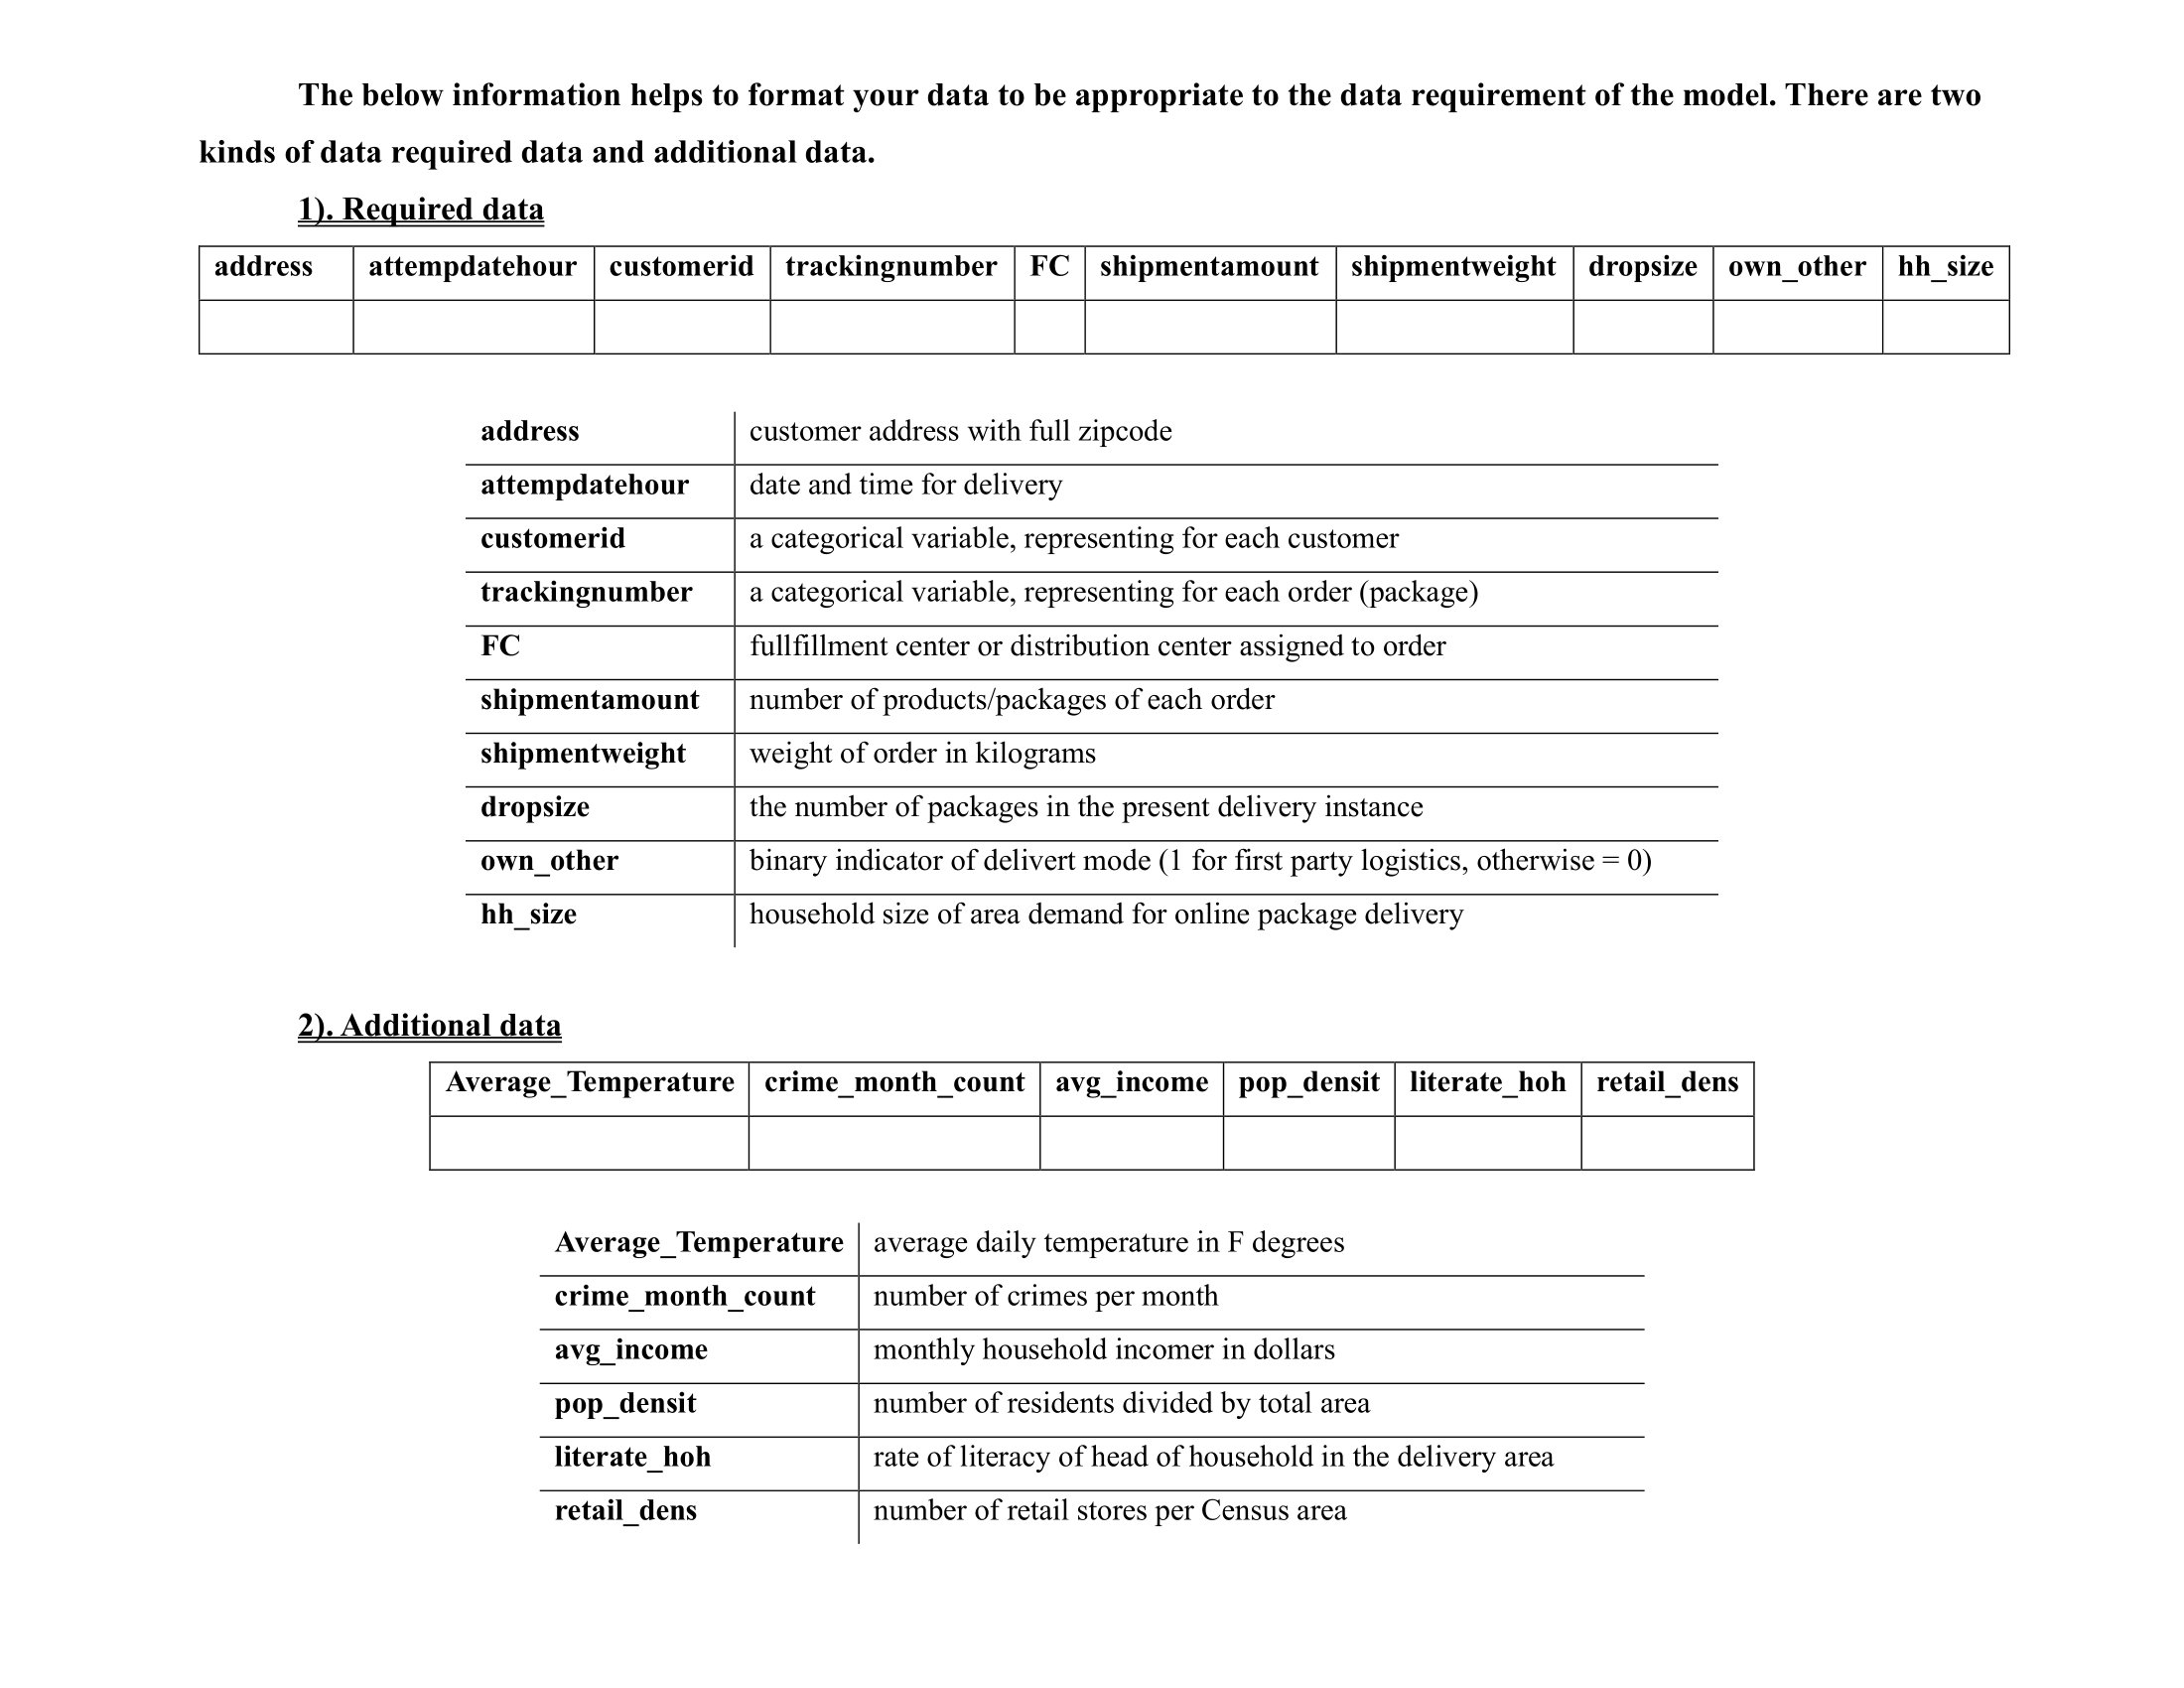 The below information helps to format your data to be appropriate to the data requirement of the model. There are two
kinds of data required data and additional data.
1). Required data
address attempdatehour customerid trackingnumber FC shipmentamount shipmentweight dropsize own_other hh_size
address customer address with full zipcode
attempdatehour date and time for delivery
customerid a categorical variable, representing for each customer
trackingnumber a categorical variable, representing for each order (package)
FC fullfillment center or distribution center assigned to order
shipmentamount number of products/packages of each order
shipmentweight weight of order in kilograms
dropsize the number of packages in the present delivery instance
own_other binary indicator of delivert mode (1 for first party logistics, otherwise = 0)
hh_size household size of area demand for online package delivery
2). Additional data
Average_Temperature crime_month_count avg_income pop_densit literate_hoh retail_dens
Average_Temperature average daily temperature in F degrees
crime_month_count number of crimes per month
avg_income monthly household incomer in dollars
pop_densit number of residents divided by total area
literate_hoh rate of literacy of head of household in the delivery area
retail_dens number of retail stores per Census area